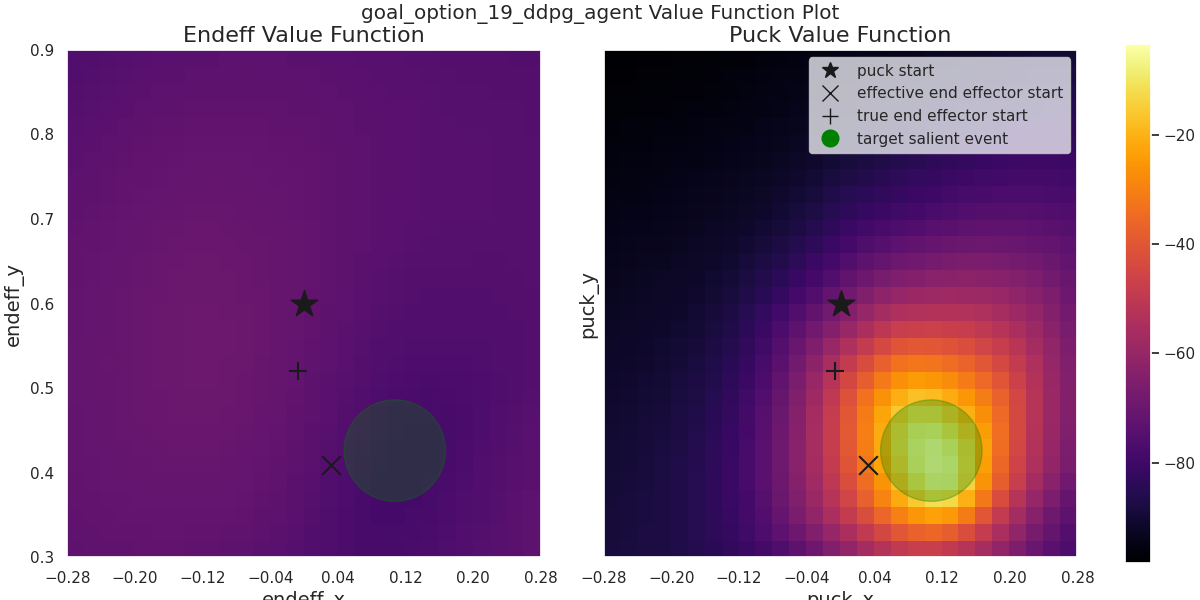 goal_option_19_ddpg_agent Value Function Plot
Endeff Value Function
Puck Value Function
0.9
0.8
0.7
0.6
0.5
0.4
0.3
endeff_y
−0.28 −0.20 −0.12 −0.04 0.04 0.12 0.20 0.28
endeff_x
puck start
effective end effector start
true end effector start
target salient event
puck_y
−0.28 −0.20 −0.12 −0.04 0.04 0.12 0.20 0.28
puck_x
−20
−40
−60
−80